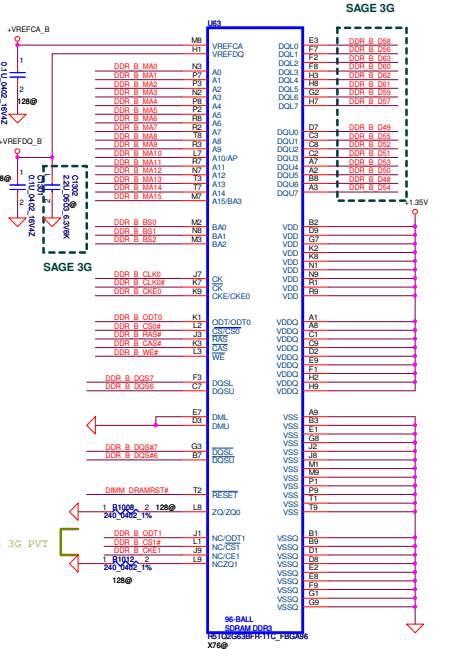 SAGE 3G
U63
+VREFCA_B
M8 VREFCA
H1 VREFDQ
DQL0 E3 DDR_B_D58
DQL1 F7 DDR_B_D56
DQL2 F2 DDR_B_D63
DQL3 F8 DDR_B_D60
DQL4 H3 DDR_B_D62
DQL5 H8 DDR_B_D61
DQL6 G2 DDR_B_D59
DQL7 H7 DDR_B_D57
DDR_B_MA0 N3 A0
DDR_B_MA1 P7 A1
DDR_B_MA2 P3 A2
DDR_B_MA3 N2 A3
DDR_B_MA4 P8 A4
DDR_B_MA5 P2 A5
DDR_B_MA6 R8 A6
DDR_B_MA7 R2 A7
DDR_B_MA8 T8 A8
DDR_B_MA9 R3 A9
DDR_B_MA10 L7 A10/AP
DDR_B_MA11 R7 A11
DDR_B_MA12 N7 A12
DDR_B_MA13 T3 A13
DDR_B_MA14 T7 A14
DDR_B_MA15 M7 A15/BA3
DQU0 D7 DDR_B_D49
DQU1 C3 DDR_B_D55
DQU2 C8 DDR_B_D52
DQU3 C2 DDR_B_D51
DQU4 A7 DDR_B_D53
DQU5 A2 DDR_B_D50
DQU6 B8 DDR_B_D48
DQU7 A3 DDR_B_D54
1
2
0.1U_0402_16V4Z
128@
+VREFDQ_B
1
2
0.1U_0402_16V4Z
C1302
2.2U_0603_6.3V6K
SAGE 3G
+1.35V
DDR_B_BS0 M2 BA0
DDR_B_BS1 N8 BA1
DDR_B_BS2 M3 BA2
VDD B2
VDD D9
VDD G7
VDD K2
VDD K8
VDD N1
VDD N9
VDD R1
VDD R9
DDR_B_CLK0 J7 CK
DDR_B_CLK0# K7 CK
DDR_B_CKE0 K9 CKE/CKE0
DDR_B_ODT0 K1 ODT/ODT0
DDR_B_CS0# L2 CS/CS0
DDR_B_RAS# J3 RAS
DDR_B_CAS# K3 CAS
DDR_B_WE# L3 WE
VDDQ A1
VDDQ A8
VDDQ C1
VDDQ C9
VDDQ D2
VDDQ E9
VDDQ F1
VDDQ H2
VDDQ H9
DDR_B_DQS7 F3 DQSL
DDR_B_DQS6 C7 DQSU
E7 DML
D3 DMU
DDR_B_DQS#7 G3 DQSL
DDR_B_DQS#6 B7 DQSU
VSS A9
VSS B3
VSS E1
VSS G8
VSS J2
VSS J8
VSS M1
VSS M9
VSS P1
VSS P9
VSS T1
VSS T9
DIMM_DRAMRST# T2 RESET
1 R1008 2 128@ L8 ZQ/ZQ0
240_0402_1%
3G PVT
DDR_B_ODT1 J1 NC/ODT1
DDR_B_CS1# L1 NC/CS1
DDR_B_CKE1 J9 NC/CE1
1 R1012 2 L9 NCZQ1
240_0402_1%
128@
VSSQ B1
VSSQ B9
VSSQ D1
VSSQ D8
VSSQ E2
VSSQ E8
VSSQ F9
VSSQ G1
VSSQ G9
96-BALL
SDRAM DDR3
H5TQ2G63BFR-11C_FBGA96
X76@